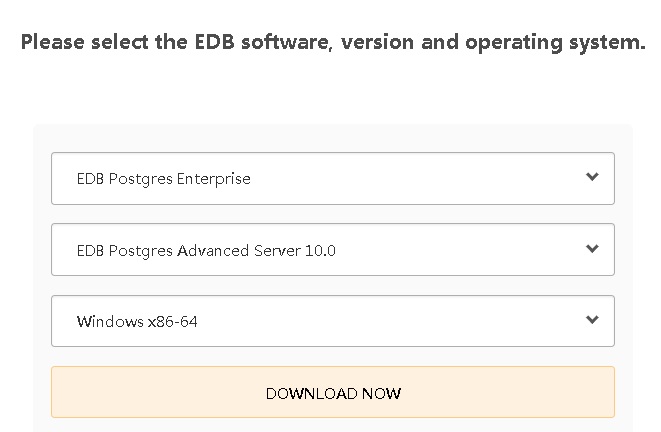 Please select the EDB software, version and operating system.
EDB Postgres Enterprise
EDB Postgres Advanced Server 10.0
Windows x86-64
DOWNLOAD NOW